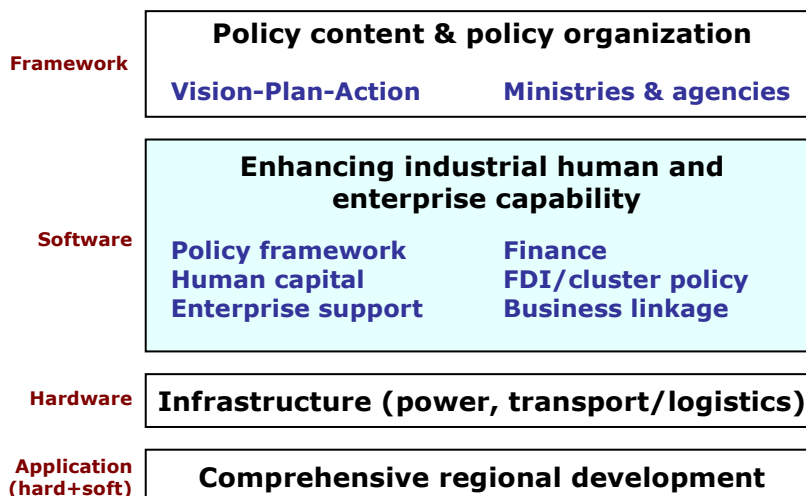 Framework
Policy content & policy organization
Vision-Plan-Action Ministries & agencies
Software
Enhancing industrial human and
enterprise capability
Policy framework Finance
Human capital FDI/cluster policy
Enterprise support Business linkage
Hardware
Infrastructure (power, transport/logistics)
Application
(hard+soft)
Comprehensive regional development